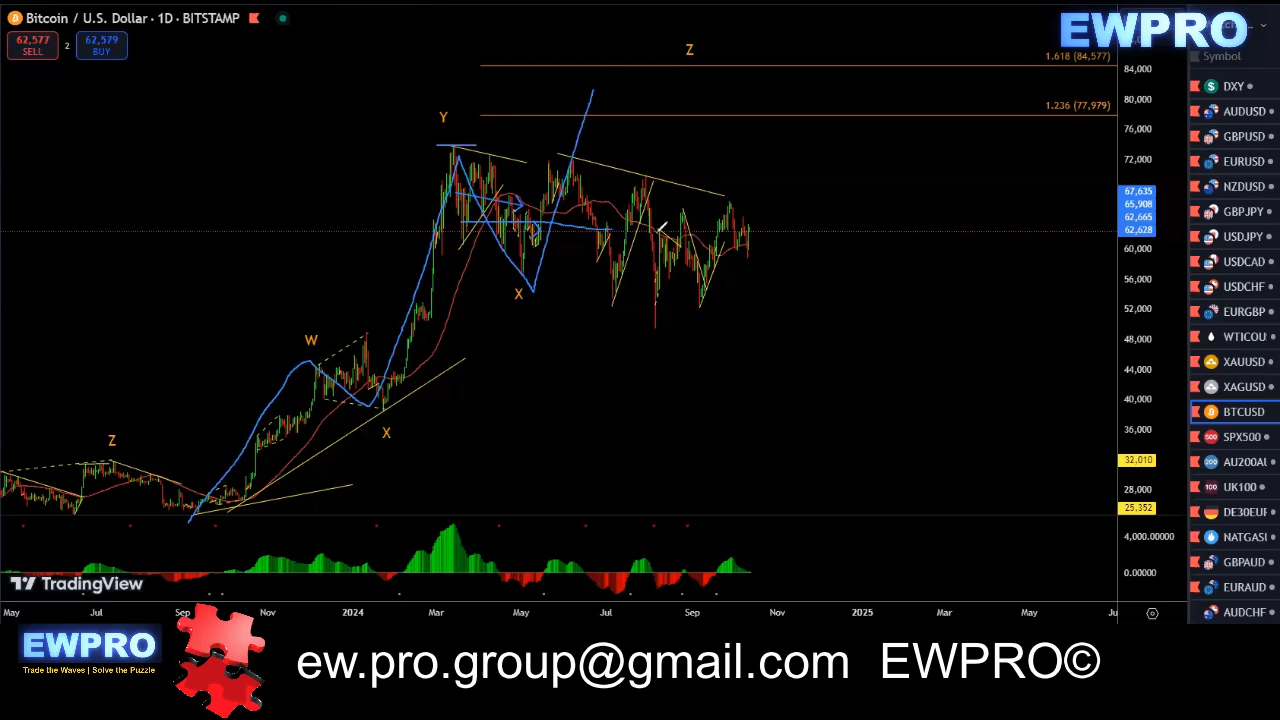 Bitcoin / U.S. Dollar · 1D · BITSTAMP
62,577
SELL
2
62,579
BUY
EWPRO
Symbol
Z
1.618 (84,577)
1.236 (77,979)
Y
W
X
X
Z
84,000
80,000
76,000
72,000
67,635
65,908
62,665
62,628
60,000
56,000
52,000
48,000
44,000
40,000
36,000
32,010
28,000
25,352
4,000.00000
0.00000
DXY
AUDUSD
GBPUSD
EURUSD
NZDUSD
GBPJPY
USDJPY
USDCAD
USDCHF
EURGBP
WTICOU
XAUUSD
XAGUSD
BTCUSD
SPX500
AU200AU
UK100
DE30EUR
NATGASU
GBPAUD
EURAUD
AUDCHF
TradingView
May Jul Sep Nov 2024 Mar May Jul Sep Nov 2025 Mar May Ju
EWPRO
Trade the Waves | Solve the Puzzle
ew.pro.group@gmail.com EWPRO©